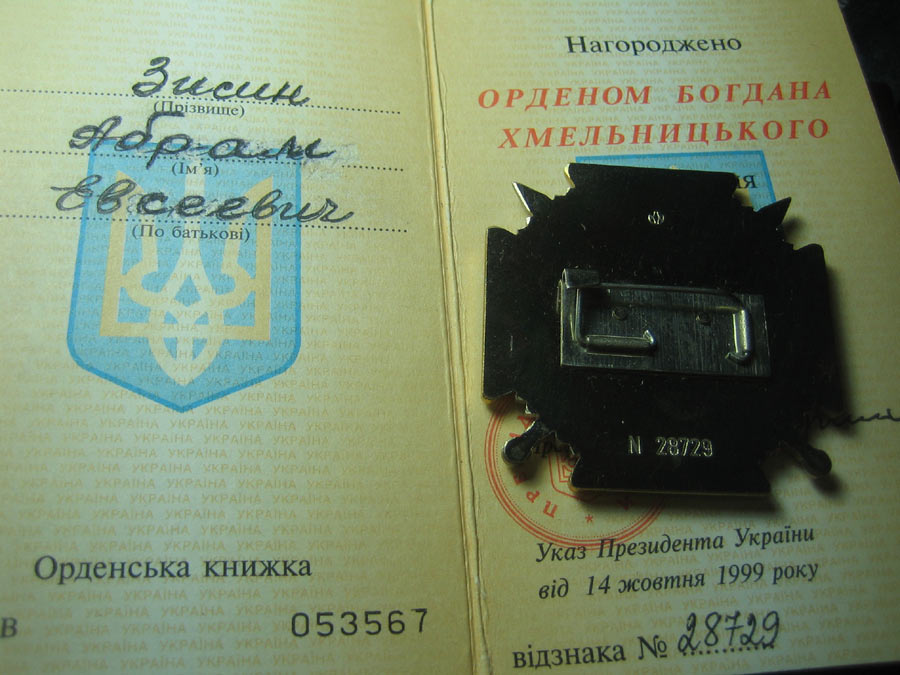 Зисин
(Прізвище)
Абрам
(Ім'я)
Евсеевич
(По батькові)
Орденська книжка
В 053567
Нагороджено
ОРДЕНОМ БОГДАНА
ХМЕЛЬНИЦЬКОГО
N 28729
Указ Президента України
від 14 жовтня 1999 року
відзнака № 28729